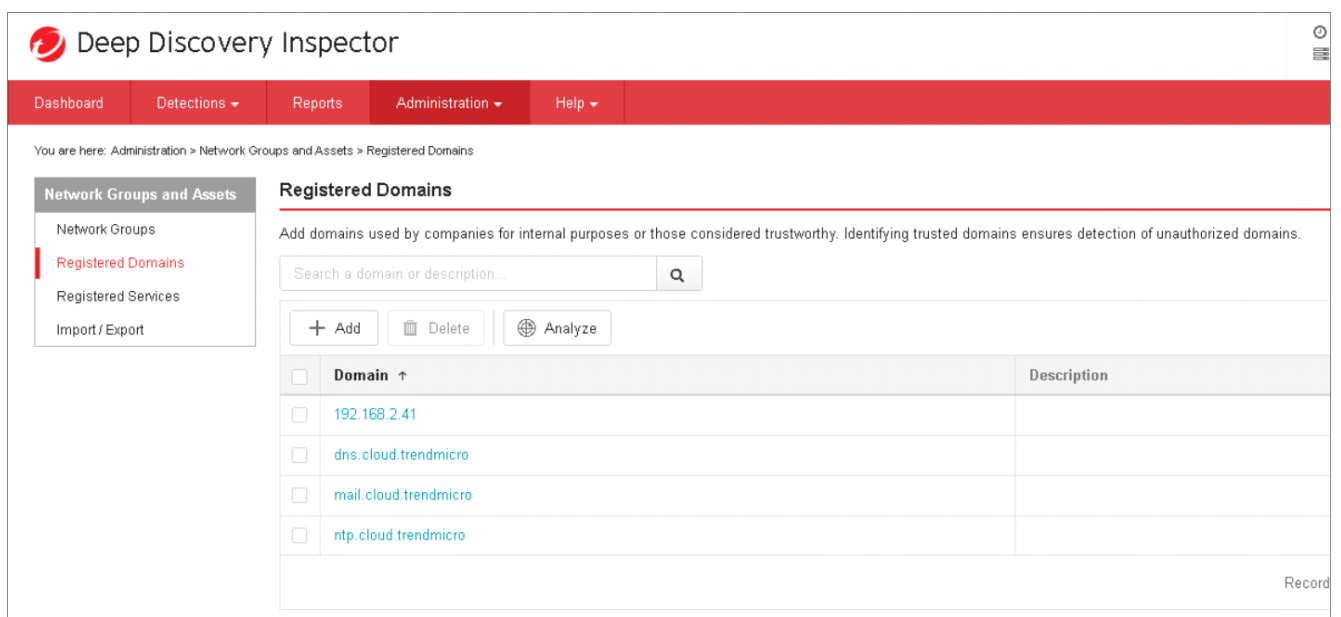 Deep Discovery Inspector
Dashboard Detections Reports Administration Help
You are here: Administration > Network Groups and Assets > Registered Domains
Network Groups and Assets
Network Groups
Registered Domains
Registered Services
Import / Export
Registered Domains
Add domains used by companies for internal purposes or those considered trustworthy. Identifying trusted domains ensures detection of unauthorized domains.
Search a domain or description...
+ Add Delete Analyze
Domain ↑ Description
192.168.2.41
dns.cloud.trendmicro
mail.cloud.trendmicro
ntp.cloud.trendmicro
Record